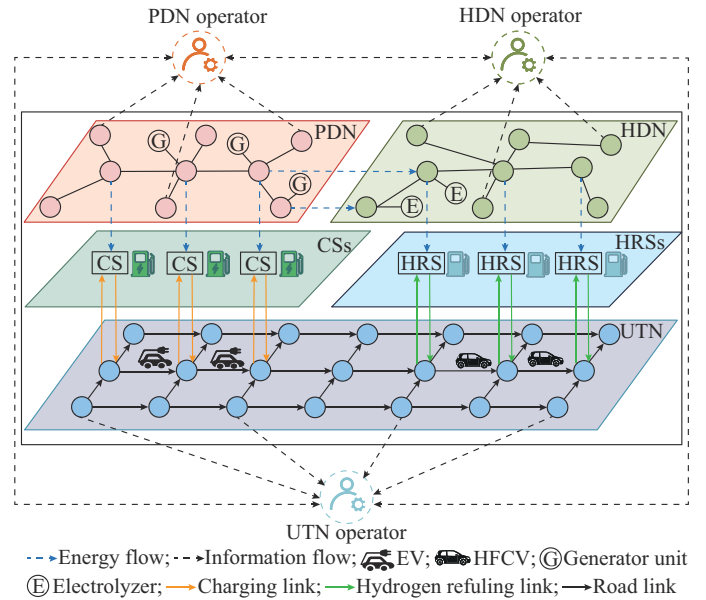 PDN operator
HDN operator
PDN
HDN
G
G
G
E
E
CSs
HRSs
CS
CS
CS
HRS
HRS
HRS
UTN
UTN operator
Energy flow; Information flow; EV; HFCV; G Generator unit
E Electrolyzer; Charging link; Hydrogen refuling link; Road link